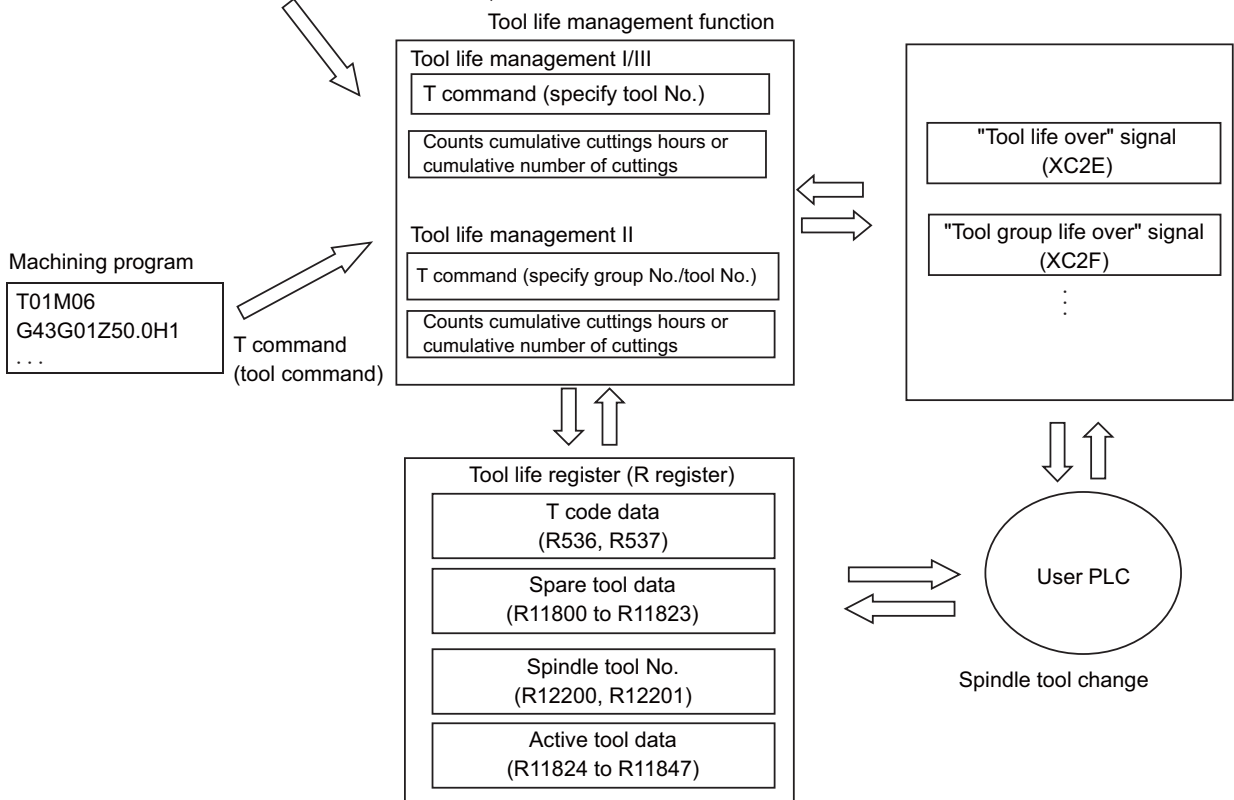 Tool life management function
Tool life management I/III
T command (specify tool No.)
Counts cumulative cuttings hours or
cumulative number of cuttings
Tool life management II
T command (specify group No./tool No.)
Counts cumulative cuttings hours or
cumulative number of cuttings
"Tool life over" signal
(XC2E)
"Tool group life over" signal
(XC2F)
Machining program
T01M06
G43G01Z50.0H1
. . .
T command
(tool command)
Tool life register (R register)
T code data
(R536, R537)
Spare tool data
(R11800 to R11823)
Spindle tool No.
(R12200, R12201)
Active tool data
(R11824 to R11847)
User PLC
Spindle tool change